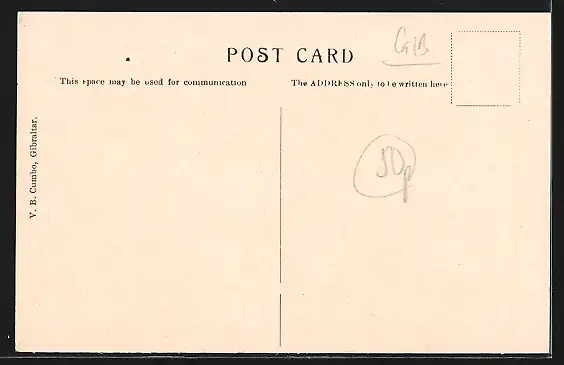 GIB
POST CARD
This space may be used for communication
The ADDRESS only to be written here
50p
V. B. Cumbo, Gibraltar.